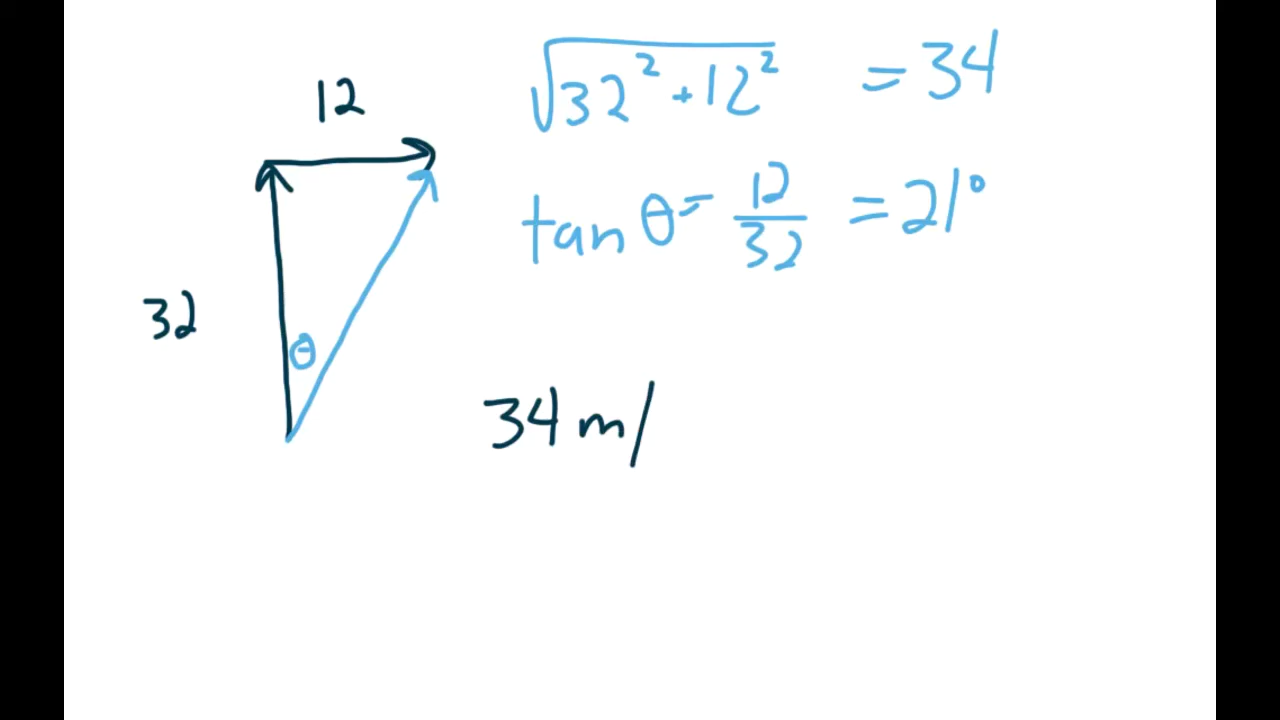 12
√32² + 12² = 34
tan θ = 12/32 = 21°
32
θ
34 m/